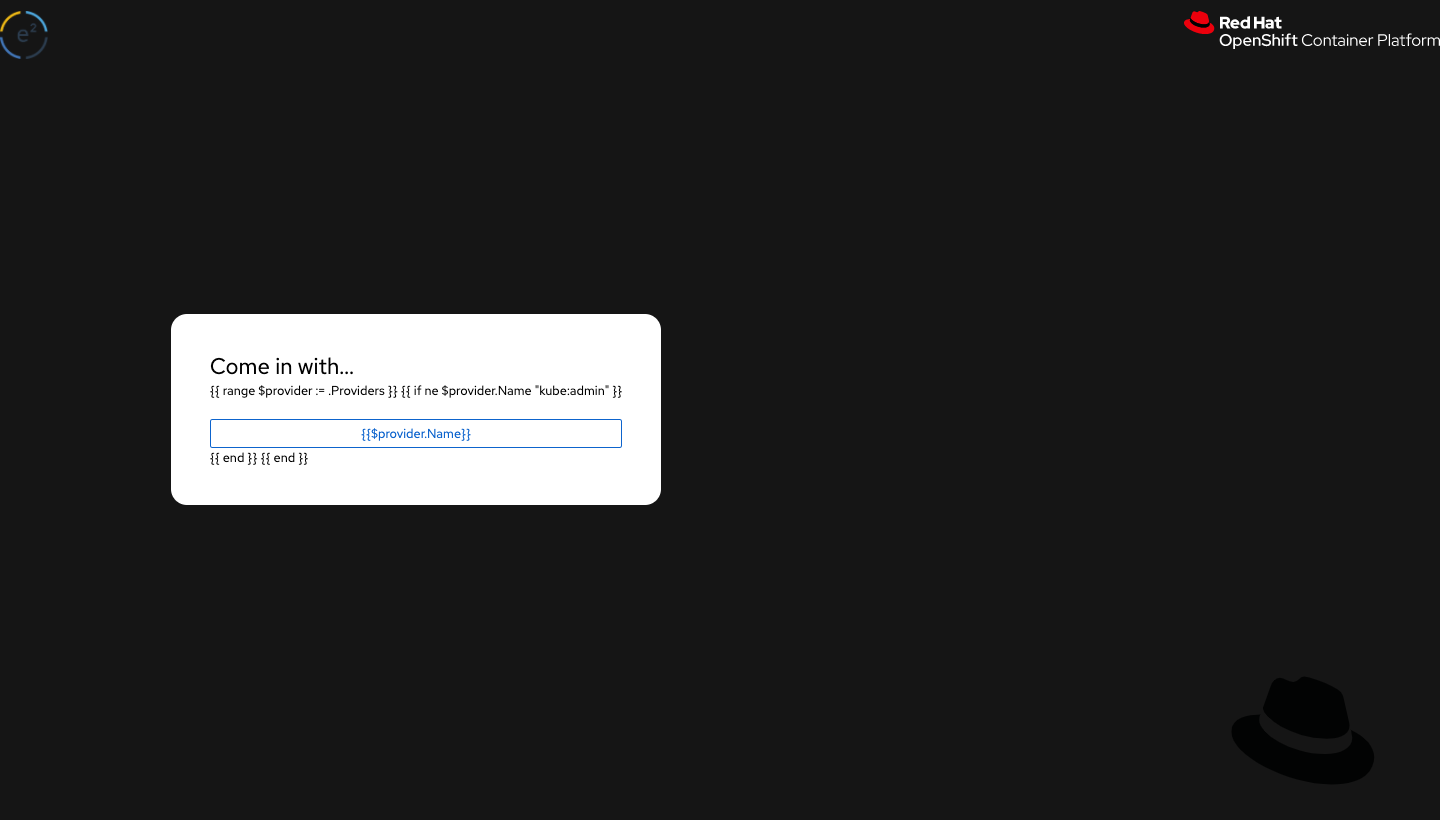 e²
Red Hat
OpenShift Container Platform
Come in with...
{{ range $provider := .Providers }} {{ if ne $provider.Name "kube:admin" }}
{{$provider.Name}}
{{ end }} {{ end }}